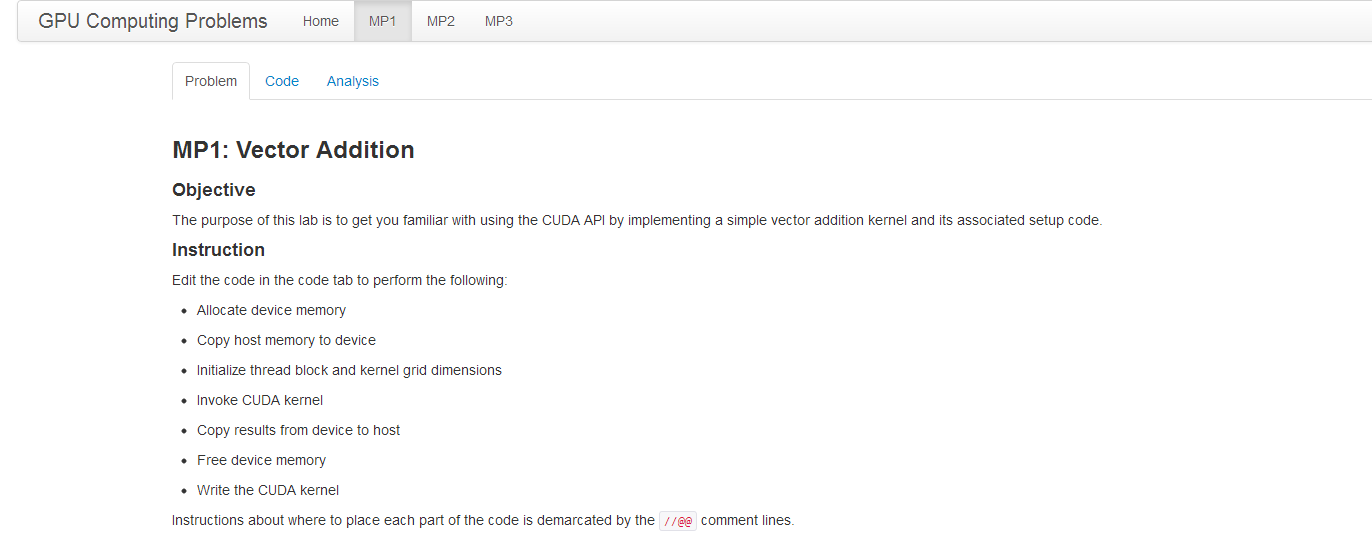 GPU Computing Problems Home MP1 MP2 MP3
Problem Code Analysis
MP1: Vector Addition
Objective
The purpose of this lab is to get you familiar with using the CUDA API by implementing a simple vector addition kernel and its associated setup code.
Instruction
Edit the code in the code tab to perform the following:
• Allocate device memory
• Copy host memory to device
• Initialize thread block and kernel grid dimensions
• Invoke CUDA kernel
• Copy results from device to host
• Free device memory
• Write the CUDA kernel
Instructions about where to place each part of the code is demarcated by the //@@ comment lines.